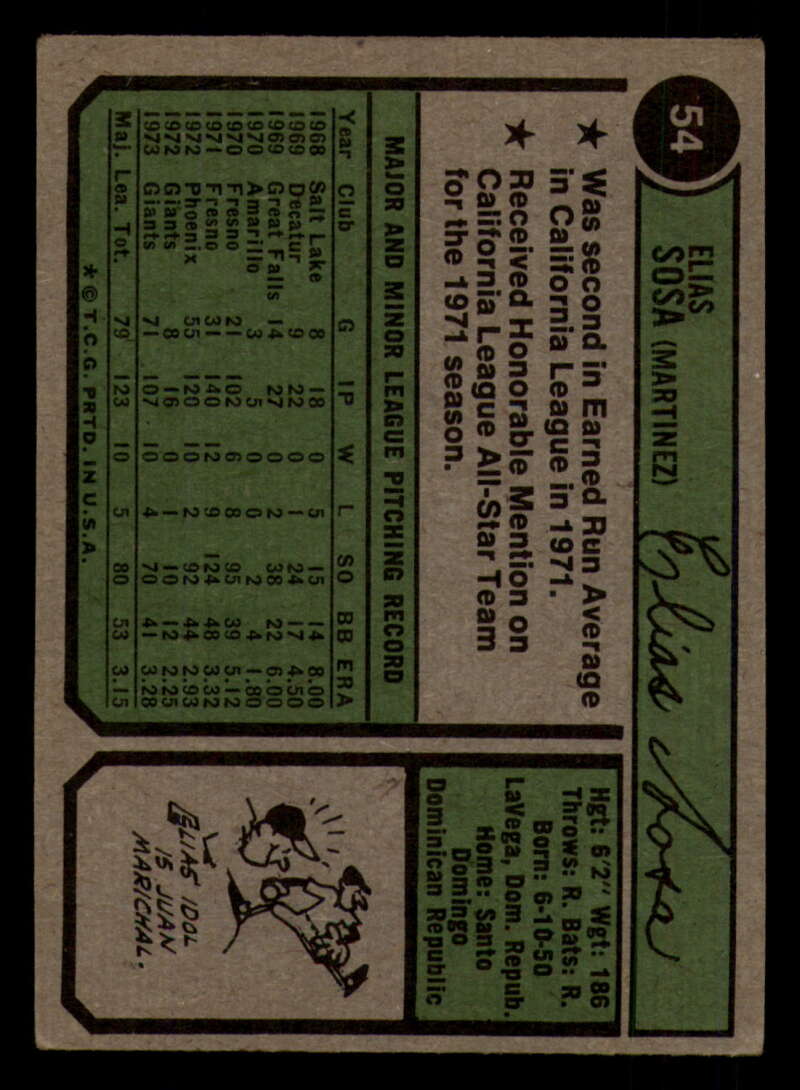 54
ELIAS
SOSA (MARTINEZ)
Elias Sosa
★ Was second in Earned Run Average
in California League in 1971.
★ Received Honorable Mention on
California League All-Star Team
for the 1971 season.
MAJOR AND MINOR LEAGUE PITCHING RECORD
Year Club G IP W L SO BB ERA
1968 Salt Lake 8 18 0 5 15 14 8.00
1969 Decatur 9 22 0 1 24 17 4.50
1969 Great Falls 14 27 0 2 38 22 6.00
1970 Amarillo 3 5 0 0 2 4 1.80
1970 Fresno 21 102 6 8 95 39 5.12
1971 Fresno 31 140 12 9 124 48 3.32
1972 Phoenix 55 120 10 2 92 44 2.93
1972 Giants 8 16 0 1 10 12 2.25
1973 Giants 71 107 10 4 70 41 3.28
Maj. Lea. Tot. 79 123 10 5 80 53 3.15
* © T.C.G. PRTD. IN U.S.A.
Hgt: 6'2" Wgt: 186
Throws: R. Bats: R.
Born: 6-10-50
LaVega, Dom. Repub.
Home: Santo
Domingo
Dominican Republic
ELIAS' IDOL
IS JUAN
MARICHAL.